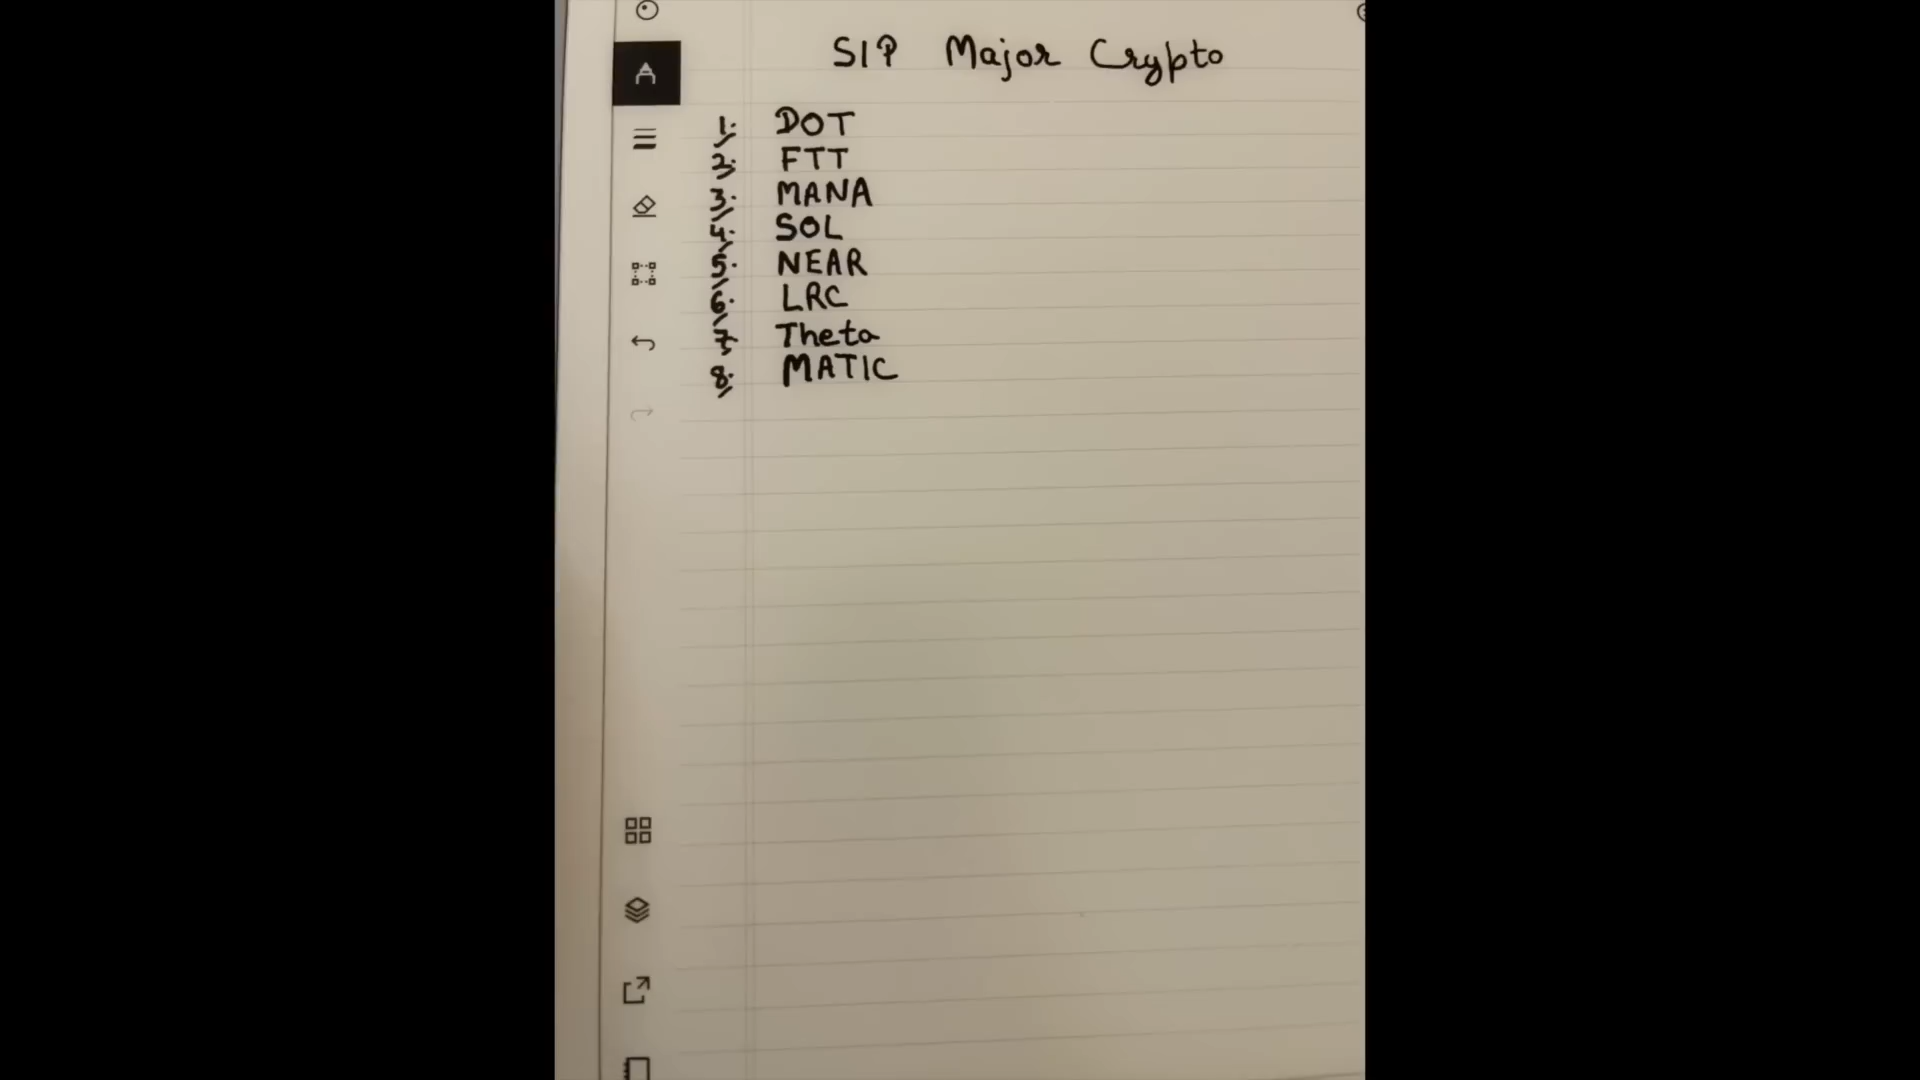 SIP Major Crypto
1. DOT
2. FTT
3. MANA
4. SOL
5. NEAR
6. LRC
7. Theta
8. MATIC